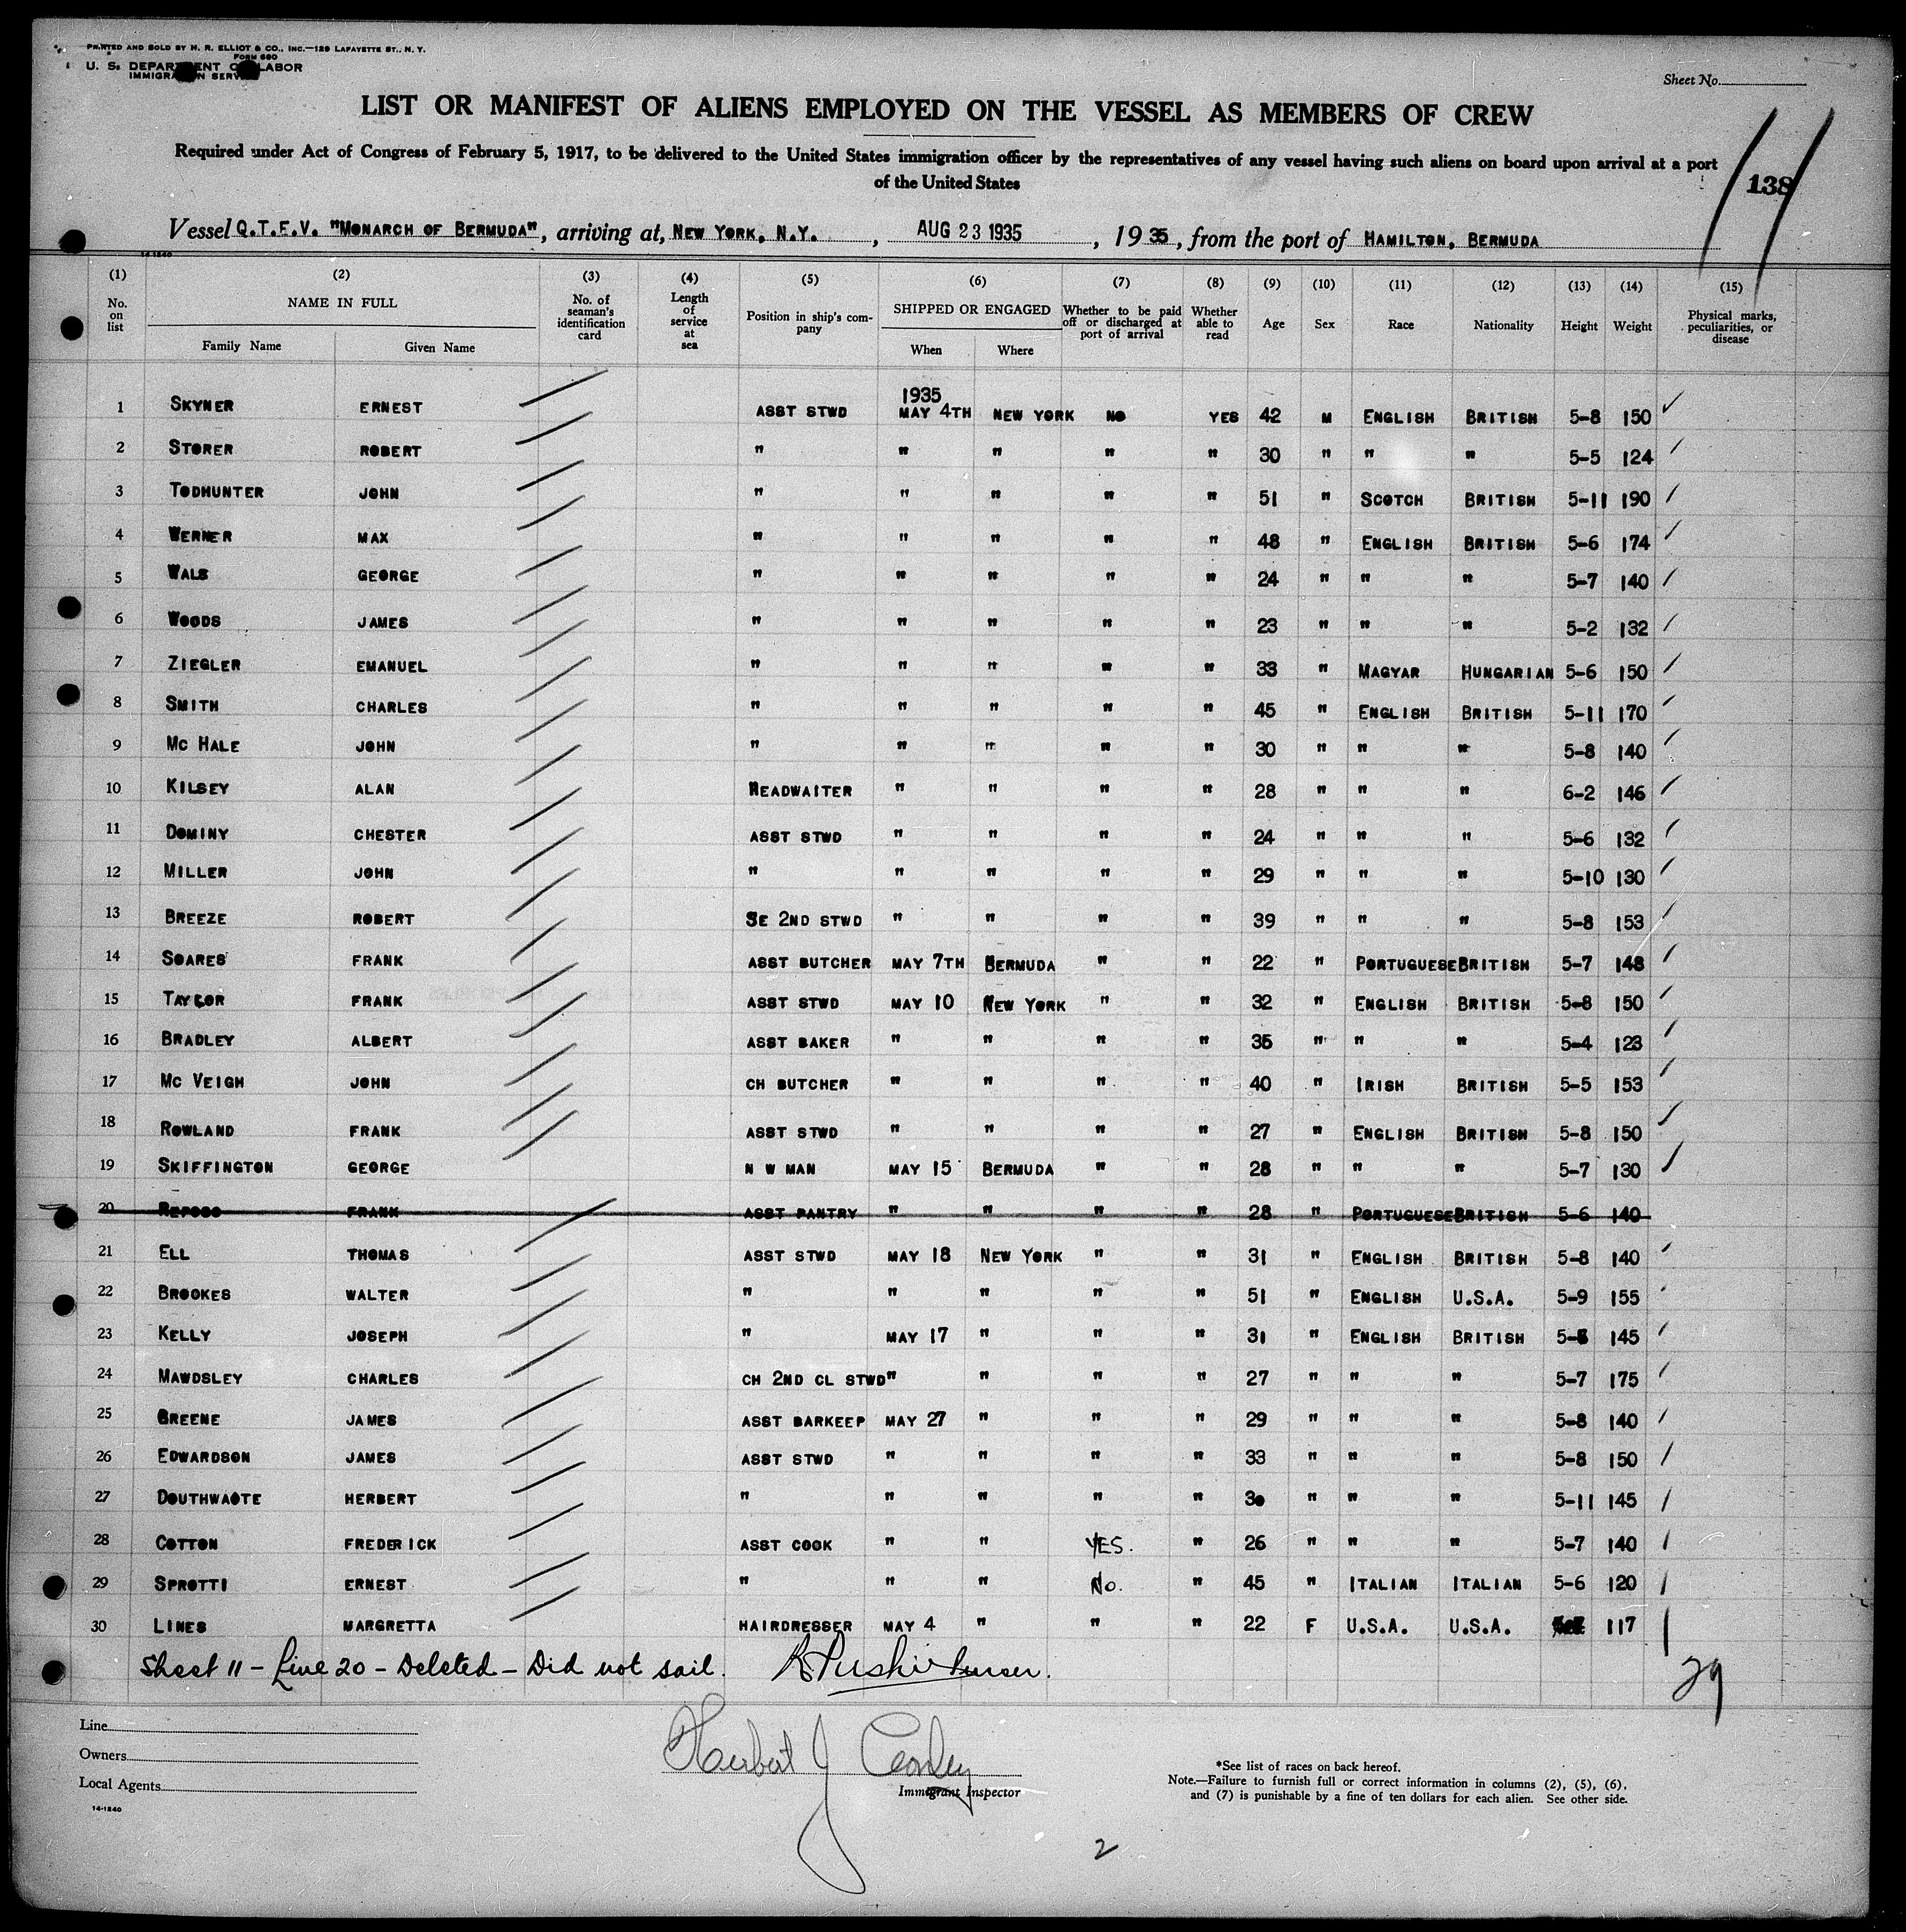 PRINTED AND SOLD BY H. R. ELLIOT & CO., INC.—129 LAFAYETTE ST., N. Y.
FORM 680
U. S. DEPARTMENT OF LABOR
IMMIGRATION SERVICE
Sheet No.
LIST OR MANIFEST OF ALIENS EMPLOYED ON THE VESSEL AS MEMBERS OF CREW
Required under Act of Congress of February 5, 1917, to be delivered to the United States immigration officer by the representatives of any vessel having such aliens on board upon arrival at a port
of the United States
138
11
Vessel Q.T.E.V. "MONARCH OF BERMUDA", arriving at, NEW YORK, N.Y., AUG 23 1935, 19 35, from the port of HAMILTON, BERMUDA
14-1240
(1) (2) (3) (4) (5) (6) (7) (8) (9) (10) (11) (12) (13) (14) (15)
No. on list NAME IN FULL Family Name Given Name No. of seaman's identification card Length of service at sea Position in ship's company SHIPPED OR ENGAGED When Where Whether to be paid off or discharged at port of arrival Whether able to read Age Sex Race Nationality Height Weight Physical marks, peculiarities, or disease
1935
1 SKYNER ERNEST ASST STWD MAY 4TH NEW YORK NO YES 42 M ENGLISH BRITISH 5-8 150
2 STORER ROBERT " " " " " 30 " " " 5-5 124
3 TODHUNTER JOHN " " " " " 51 " SCOTCH BRITISH 5-11 190
4 WERNER MAX " " " " " 48 " ENGLISH BRITISH 5-6 174
5 WALS GEORGE " " " " " 24 " " " 5-7 140
6 WOODS JAMES " " " " " 23 " " " 5-2 132
7 ZIEGLER EMANUEL " " " " " 33 " MAGYAR HUNGARIAN 5-6 150
8 SMITH CHARLES " " " " " 45 " ENGLISH BRITISH 5-11 170
9 MC HALE JOHN " " " " " 30 " " " 5-8 140
10 KILSEY ALAN HEADWAITER " " " " 28 " " " 6-2 146
11 DOMINY CHESTER ASST STWD " " " " 24 " " " 5-6 132
12 MILLER JOHN " " " " " 29 " " " 5-10 130
13 BREEZE ROBERT SE 2ND STWD " " " " 39 " " " 5-8 153
14 SOARES FRANK ASST BUTCHER MAY 7TH BERMUDA " " 22 " PORTUGUESE BRITISH 5-7 148
15 TAYLOR FRANK ASST STWD MAY 10 NEW YORK " " 32 " ENGLISH BRITISH 5-8 150
16 BRADLEY ALBERT ASST BAKER " " " " 35 " " " 5-4 123
17 MC VEIGH JOHN CH BUTCHER " " " " 40 " IRISH BRITISH 5-5 153
18 ROWLAND FRANK ASST STWD " " " " 27 " ENGLISH BRITISH 5-8 150
19 SKIFFINGTON GEORGE N W MAN MAY 15 BERMUDA " " 28 " " " 5-7 130
20 REPOSO FRANK ASST PANTRY " " " " 28 " PORTUGUESE BRITISH 5-6 140
21 ELL THOMAS ASST STWD MAY 18 NEW YORK " " 31 " ENGLISH BRITISH 5-8 140
22 BROOKES WALTER " " " " " 51 " ENGLISH U.S.A. 5-9 155
23 KELLY JOSEPH " MAY 17 " " " 31 " ENGLISH BRITISH 5-8 145
24 MAWDSLEY CHARLES CH 2ND CL STWD " " " " 27 " " " 5-7 175
25 GREENE JAMES ASST BARKEEP MAY 27 " " " 29 " " " 5-8 140
26 EDWARDSON JAMES ASST STWD " " " " 33 " " " 5-8 150
27 DOUTHWAOTE HERBERT " " " " " 30 " " " 5-11 145
28 COTTON FREDERICK ASST COOK " " YES. " 26 " " " 5-7 140
29 SPROTTI ERNEST " " " No. " 45 " ITALIAN ITALIAN 5-6 120
30 LINES MARGRETTA HAIRDRESSER MAY 4 " " " 22 F U.S.A. U.S.A. 117
Sheet 11 - Line 20 - Deleted - Did not sail. Purser.
29
Line
Owners
Local Agents
14-1240
Herbert J Conley
Immigrant Inspector
*See list of races on back hereof.
Note.—Failure to furnish full or correct information in columns (2), (5), (6),
and (7) is punishable by a fine of ten dollars for each alien. See other side.
2